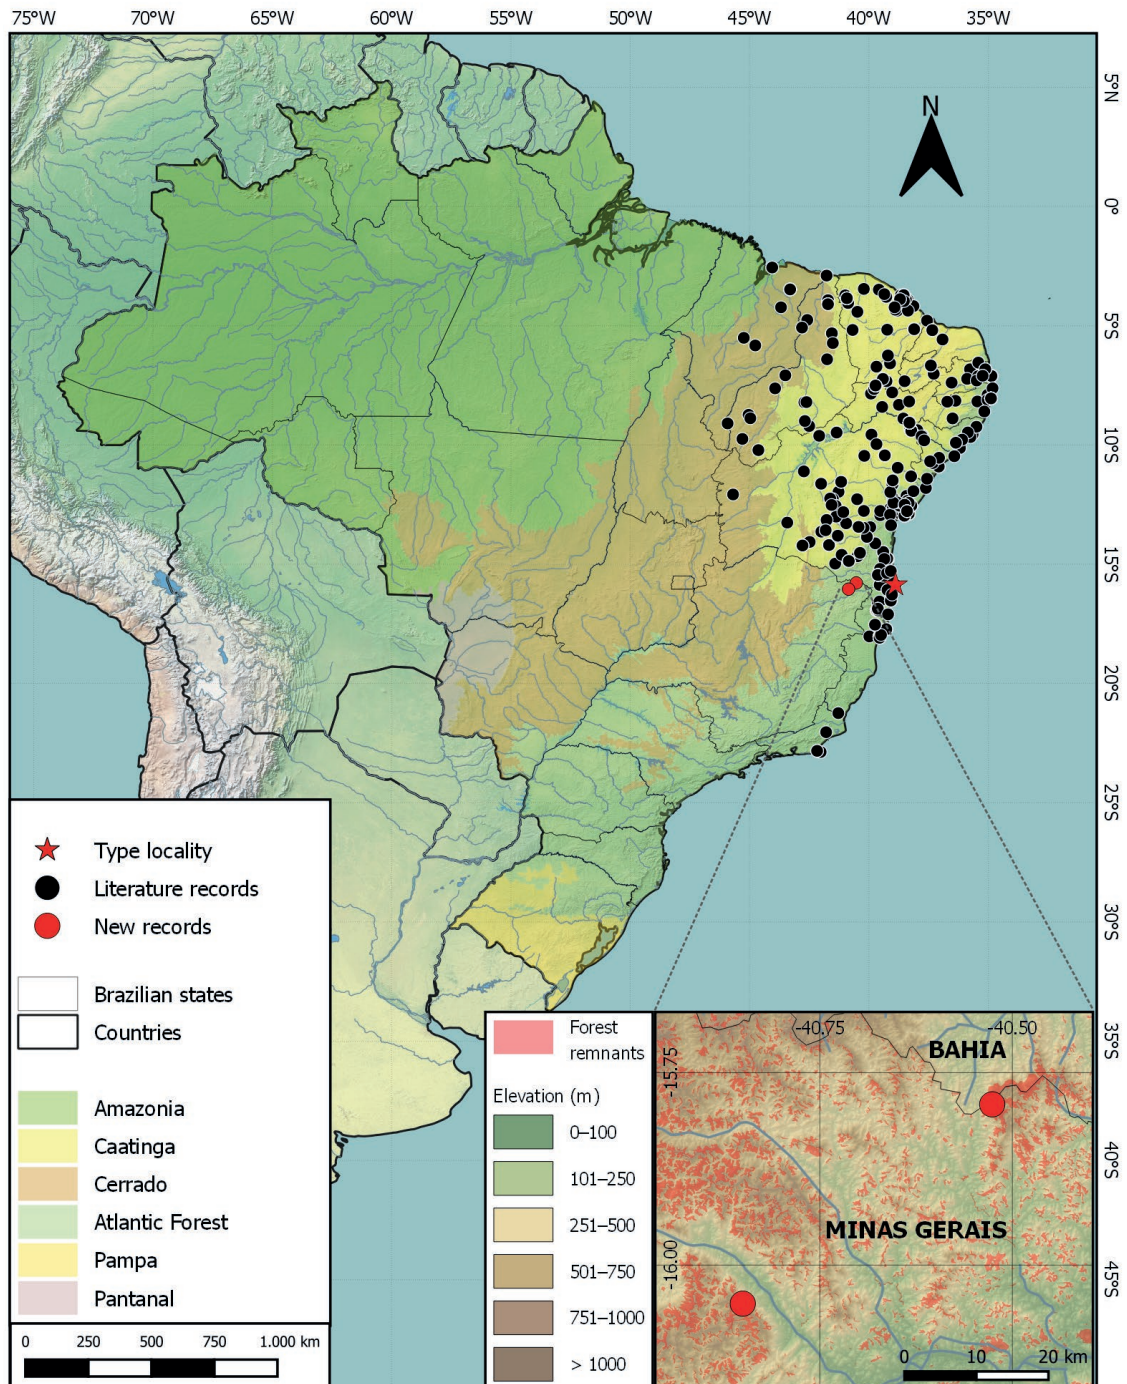 75°W 70°W 65°W 60°W 55°W 50°W 45°W 40°W 35°W
5°N
N
0°
5°S
10°S
15°S
20°S
25°S
30°S
35°S
40°S
45°S
Type locality
Literature records
New records
Brazilian states
Countries
Amazonia
Caatinga
Cerrado
Atlantic Forest
Pampa
Pantanal
0 250 500 750 1.000 km
Forest
remnants
Elevation (m)
0–100
101–250
251–500
501–750
751–1000
> 1000
-40.75 -40.50
-15.75
BAHIA
MINAS GERAIS
-16.00
0 10 20 km